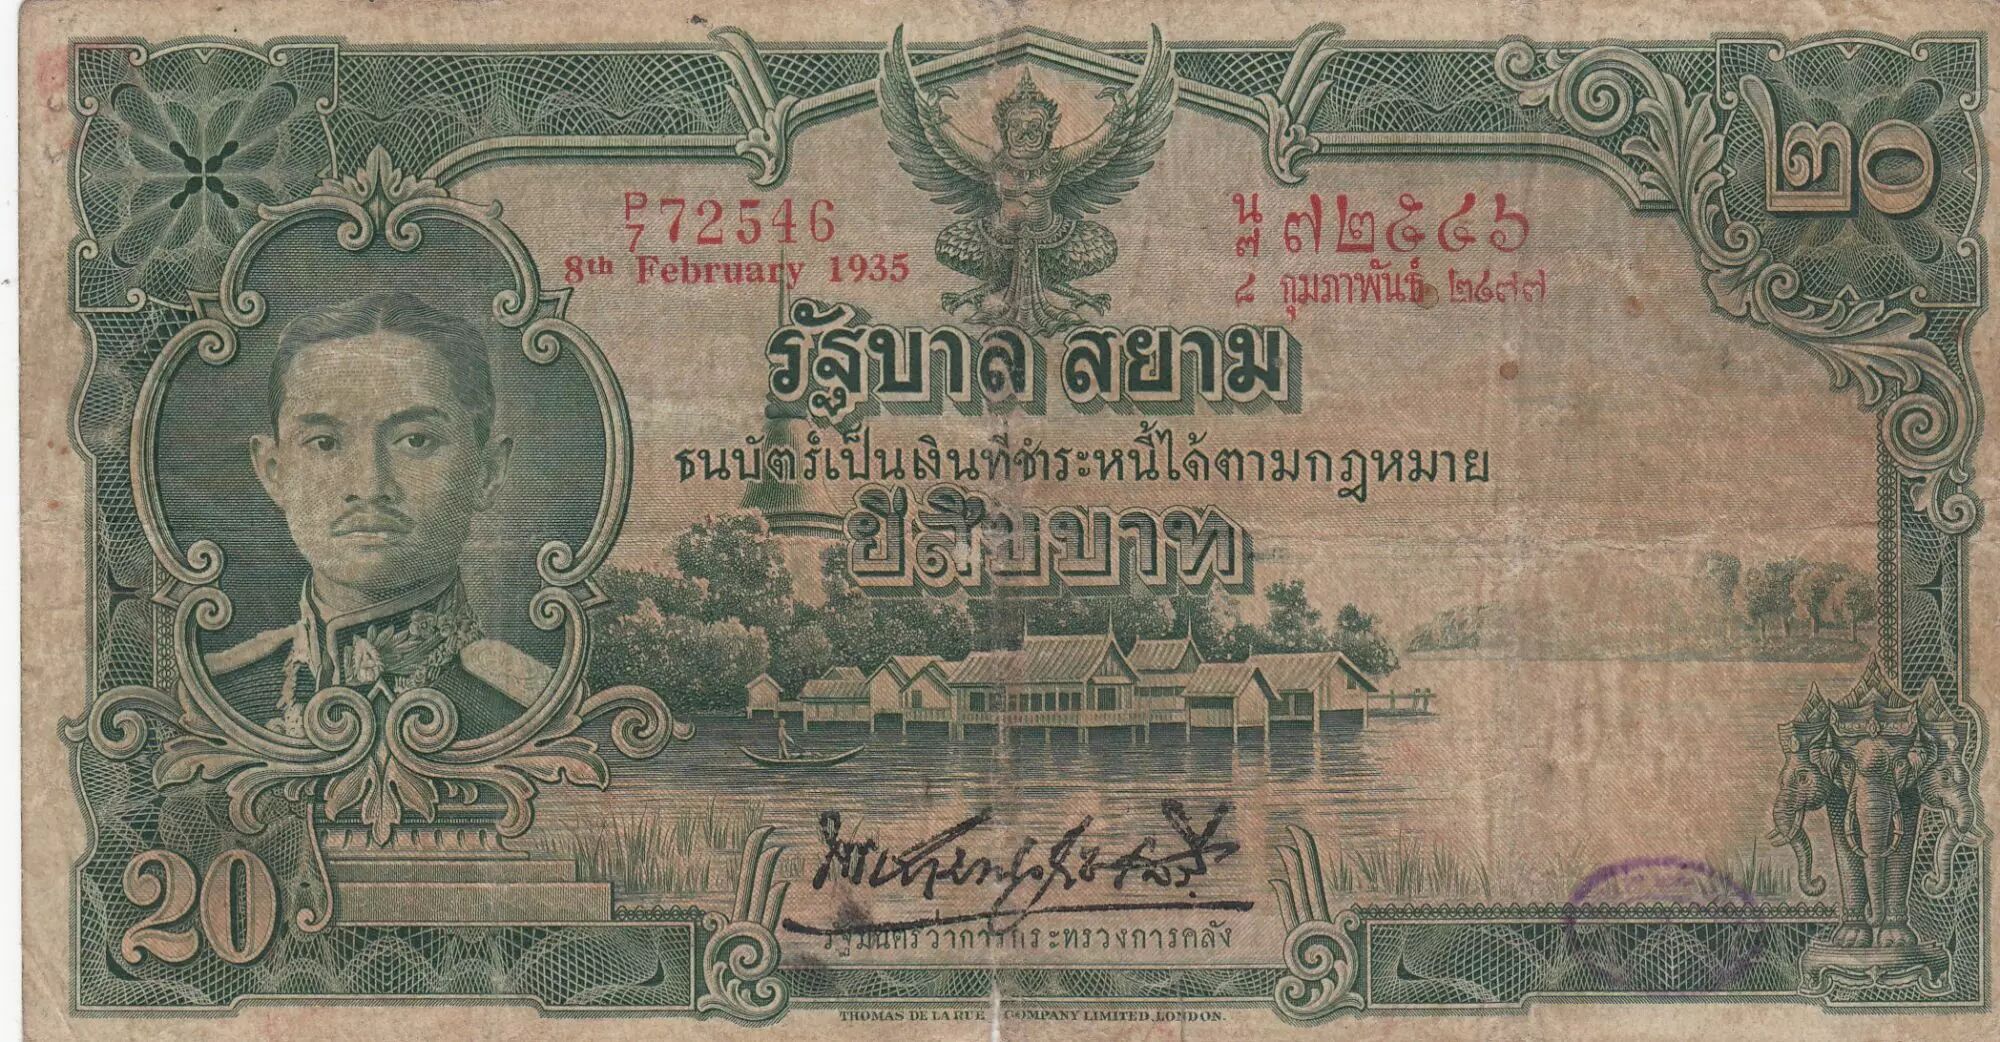 ๒๐
P/7 72546
8th February 1935
น/๗ ๗๒๕๔๖
๘ กุมภาพันธ์ ๒๔๗๗
รัฐบาล สยาม
ธนบัตร์เป็นเงินที่ชำระหนี้ได้ตามกฎหมาย
ยี่สิบบาท
รัฐมนตรีว่าการกระทรวงการคลัง
20
THOMAS DE LA RUE & COMPANY LIMITED, LONDON.